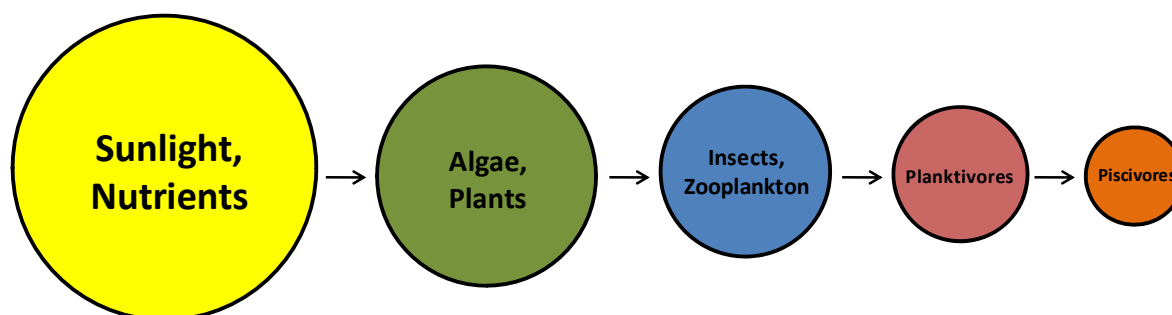 Sunlight,
Nutrients
Algae,
Plants
Insects,
Zooplankton
Planktivores
Piscivores